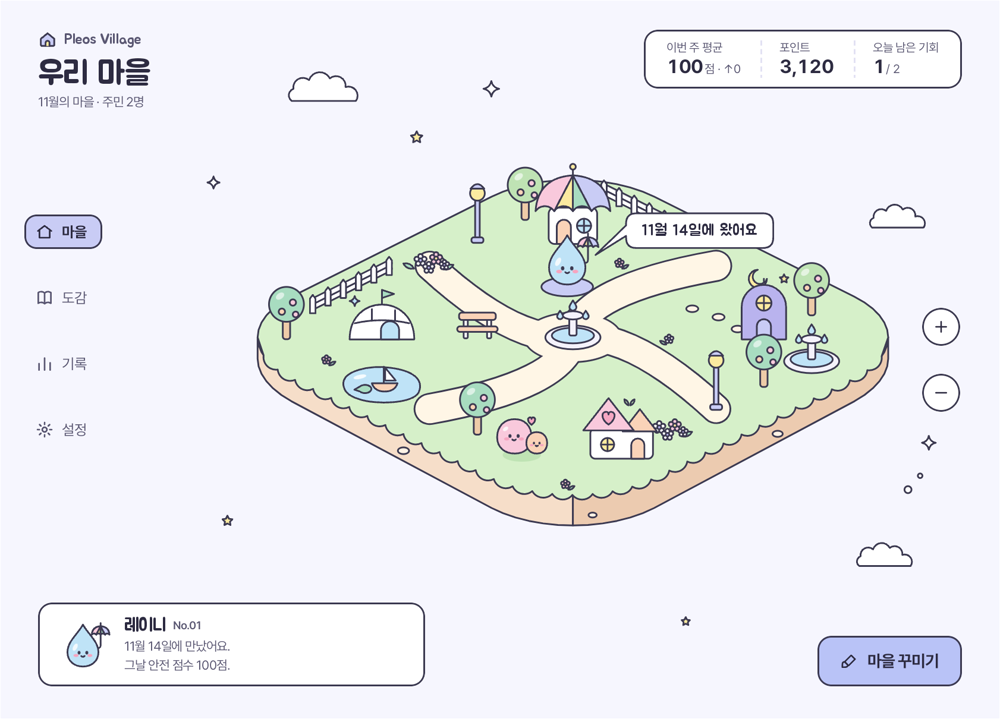 Pleos Village
우리 마을
11월의 마을 · 주민 2명
이번 주 평균
100점 · ↑0
포인트
3,120
오늘 남은 기회
1 / 2
마을
도감
기록
설정
11월 14일에 왔어요
+
−
레이니 No.01
11월 14일에 만났어요.
그날 안전 점수 100점.
마을 꾸미기